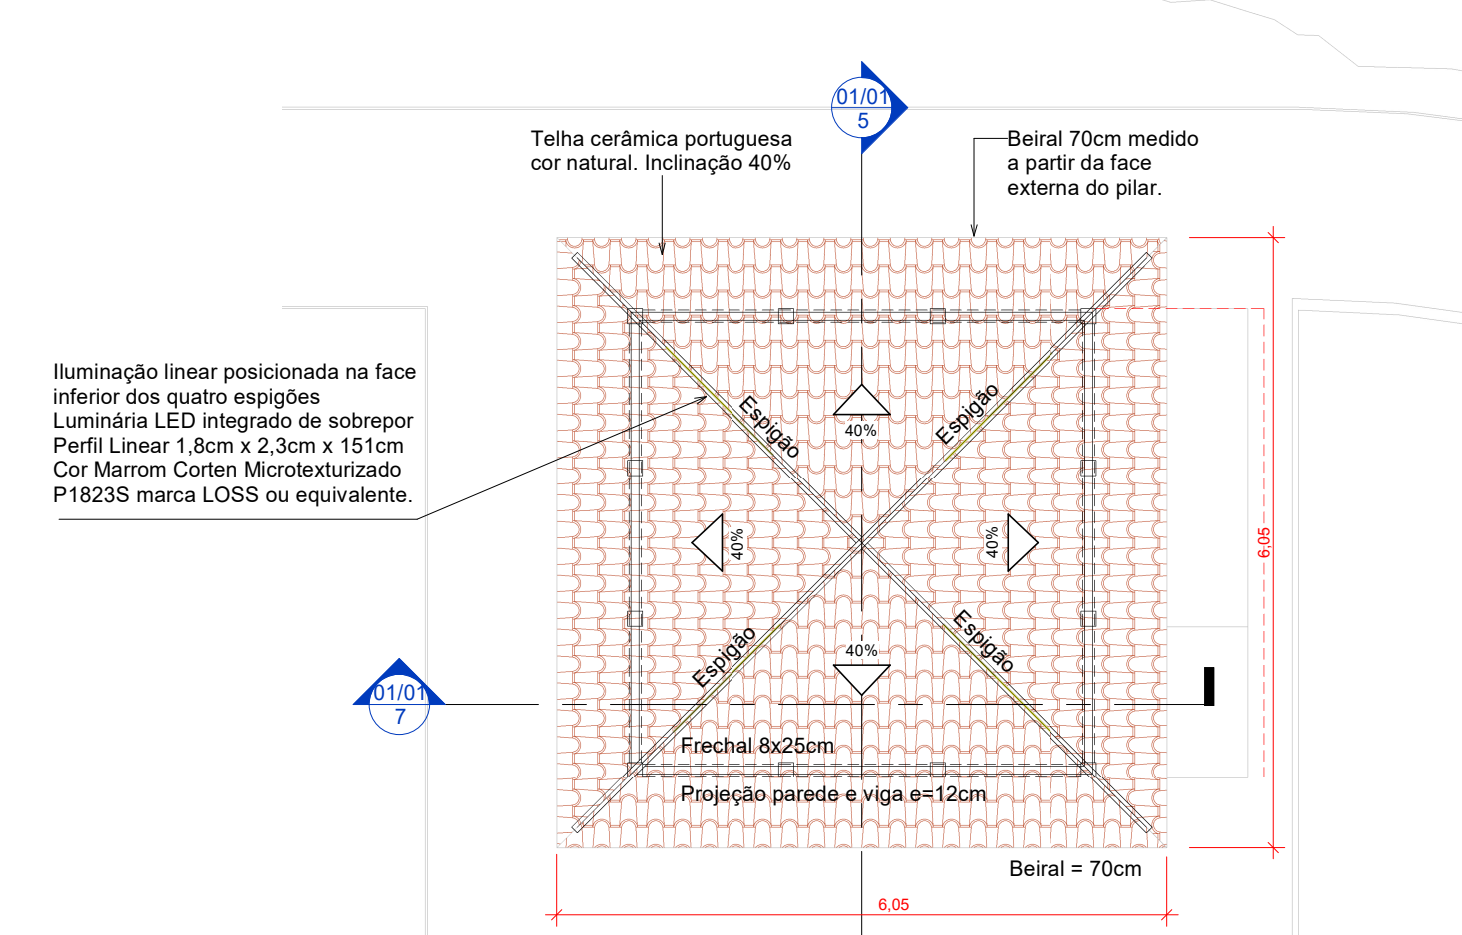 01/01
5
Telha cerâmica portuguesa
cor natural. Inclinação 40%
Beiral 70cm medido
a partir da face
externa do pilar.
Iluminação linear posicionada na face
inferior dos quatro espigões
Luminária LED integrado de sobrepor
Perfil Linear 1,8cm x 2,3cm x 151cm
Cor Marrom Corten Microtexturizado
P1823S marca LOSS ou equivalente.
Espigão
Espigão
40%
40%
40%
6,05
Espigão
Espigão
40%
01/01
7
Frechal 8x25cm
Projeção parede e viga e=12cm
Beiral = 70cm
6,05